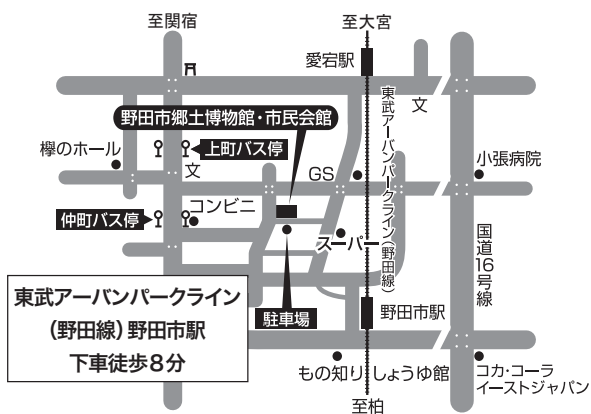 至関宿
至大宮
愛宕駅
東武アーバンパークライン(野田線)
文
野田市郷土博物館・市民会館
欅のホール
上町バス停
文
GS
小張病院
仲町バス停
コンビニ
スーパー
国道16号線
東武アーバンパークライン
(野田線)野田市駅
下車徒歩8分
駐車場
野田市駅
もの知りしょうゆ館
コカ・コーラ
イーストジャパン
至柏